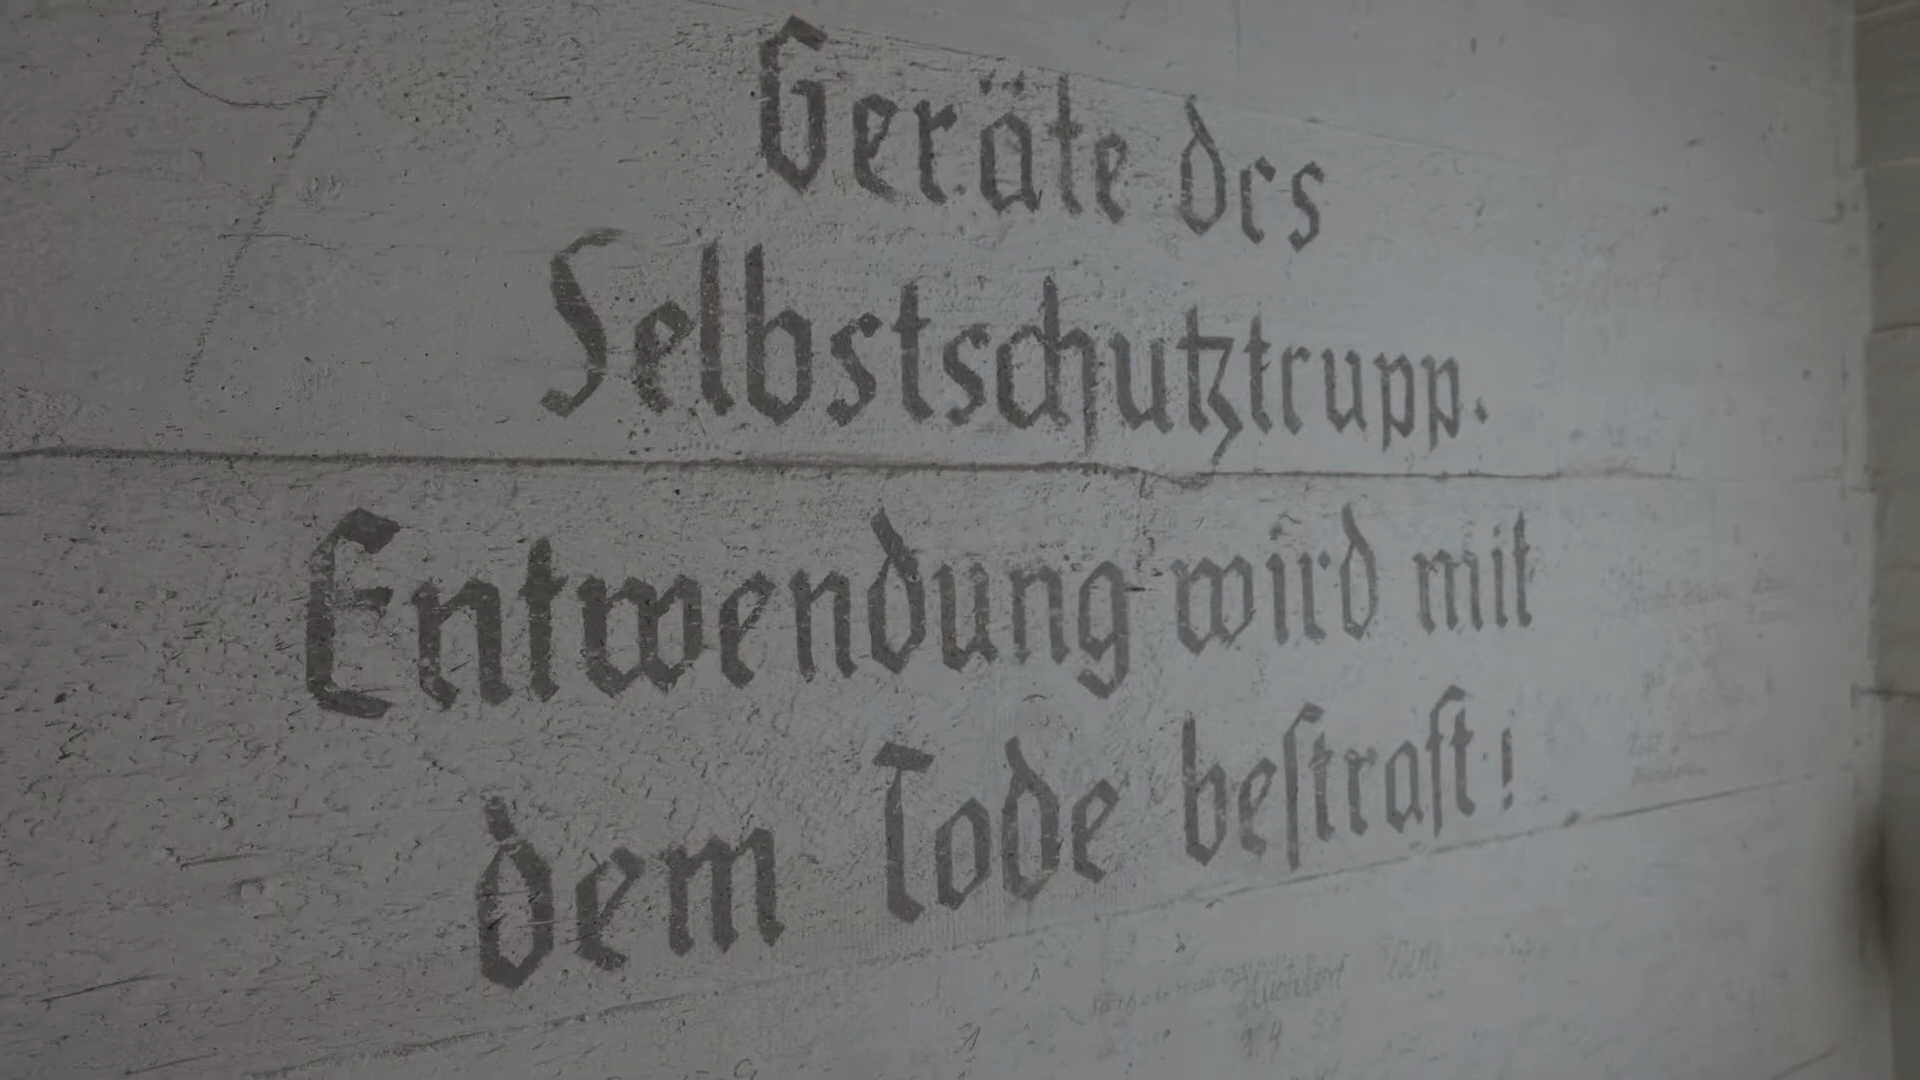 Geräte des
Selbstschutztrupp.
Entwendung wird mit
dem Tode beſtraft!